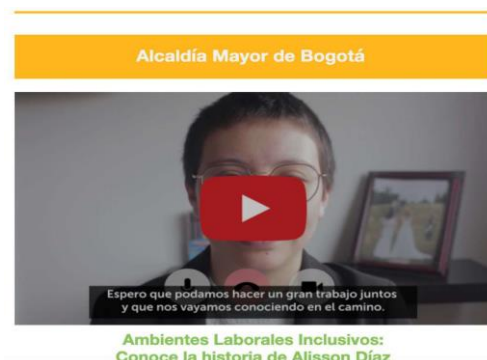 Alcaldía Mayor de Bogotá
Espero que podamos hacer un gran trabajo juntos
y que nos vayamos conociendo en el camino.
Ambientes Laborales Inclusivos:
Conoce la historia de Alisson Díaz